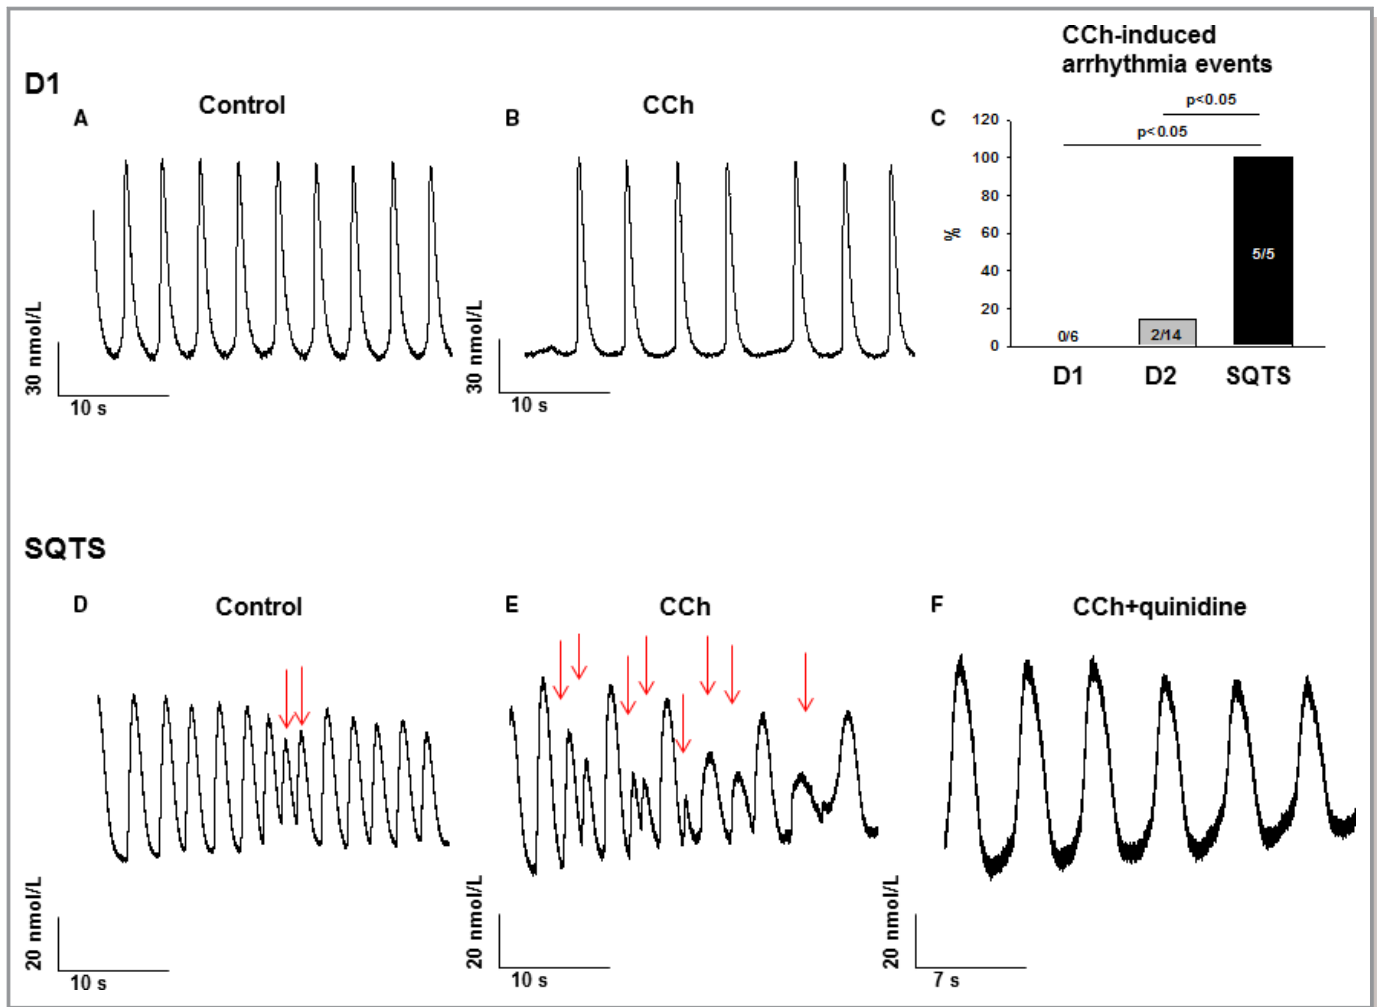 D1
A
Control
30 nmol/L
10 s
B
CCh
30 nmol/L
10 s
CCh-induced
arrhythmia events
C
p<0.05
p<0.05
120
100
80
60
40
20
0
%
0/6
2/14
5/5
D1
D2
SQTS
SQTS
D
Control
20 nmol/L
10 s
E
CCh
20 nmol/L
10 s
F
CCh+quinidine
20 nmol/L
7 s